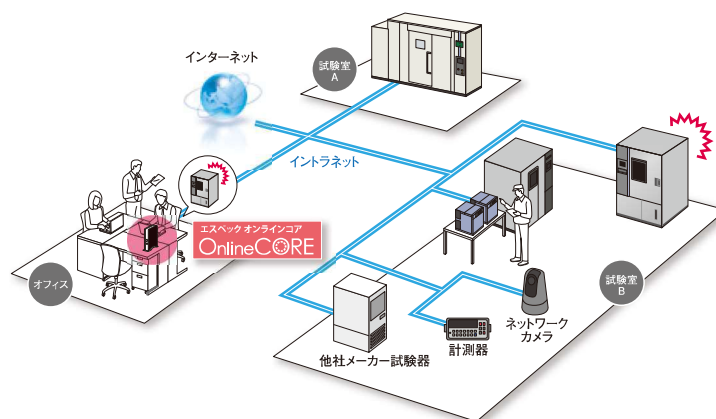 インターネット
試験室
A
イントラネット
エスペック オンラインコア
OnlineCORE
オフィス
試験室
B
ネットワーク
カメラ
計測器
他社メーカー試験器